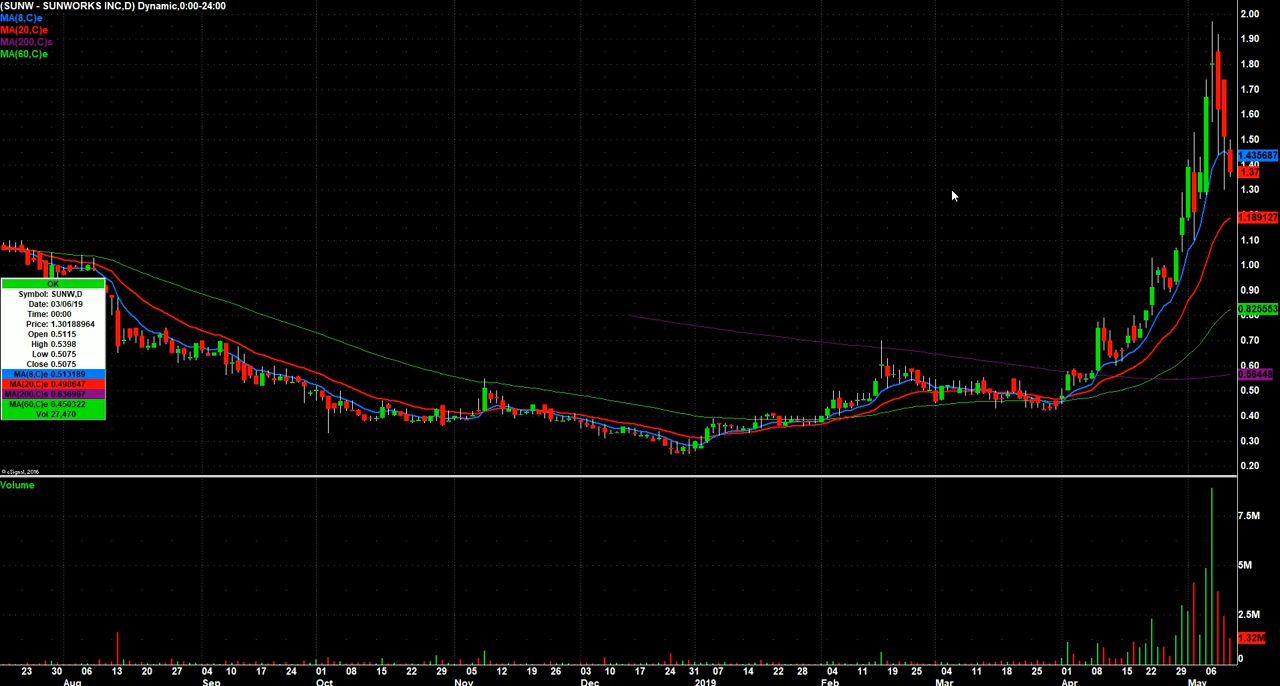 (SUNW - SUNWORKS INC,D) Dynamic,0:00-24:00
MA(8,C)e
MA(20,C)e
MA(200,C)s
MA(60,C)e
2.00
1.90
1.80
1.70
1.60
1.50
1.435687
1.40
1.37
1.30
1.189127
1.10
1.00
0.90
0.825553
0.70
0.60
0.50
0.40
0.30
0.20
OK
Symbol: SUNW,D
Date: 03/06/19
Time: 00:00
Price: 1.30188964
Open 0.5115
High 0.5398
Low 0.5075
Close 0.5075
MA(8,C)e 0.513189
MA(20,C)e 0.498647
MA(200,C)s 0.636967
MA(60,C)e 0.450322
Vol 27,470
© eSignal, 2016
Volume
7.5M
5M
2.5M
1.32M
0
23 30 06 13 20 27 04 10 17 24 01 08 15 22 29 05 12 19 26 03 10 17 24 31 07 14 22 28 04 11 19 25 04 11 18 25 01 08 15 22 29 06
Aug Sep Oct Nov Dec 2019 Feb Mar Apr May